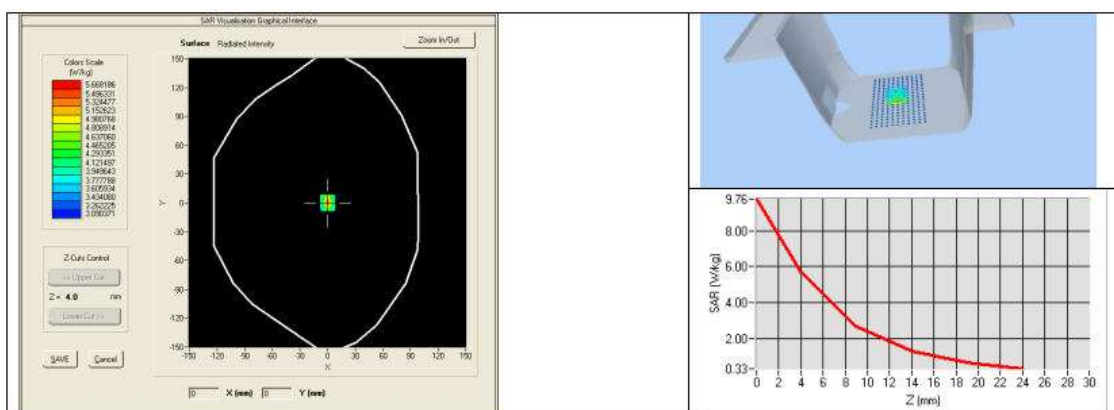 SAR Visualisation Graphical Interface
Surface Radiated Intensity
Zoom In/Out
Colors Scale
(W/kg)
5.668186
5.496331
5.324477
5.152623
4.980768
4.808914
4.637060
4.465205
4.293351
4.121497
3.949643
3.777788
3.605934
3.434080
3.262225
3.090371
150
120
90
60
30
0
-30
-60
-90
-120
-150
Y
-150 -120 -90 -60 -30 0 30 60 90 120 150
X
Z-Cuts Control
<< Upper Cut
Z = 4.0 mm
Lower Cut >>
SAVE Cancel
0 X (mm) 0 Y (mm)
9.76
8.00
6.00
4.00
2.00
0.33
SAR (W/kg)
0 2 4 6 8 10 12 14 16 18 20 22 24 26 28 30
Z (mm)